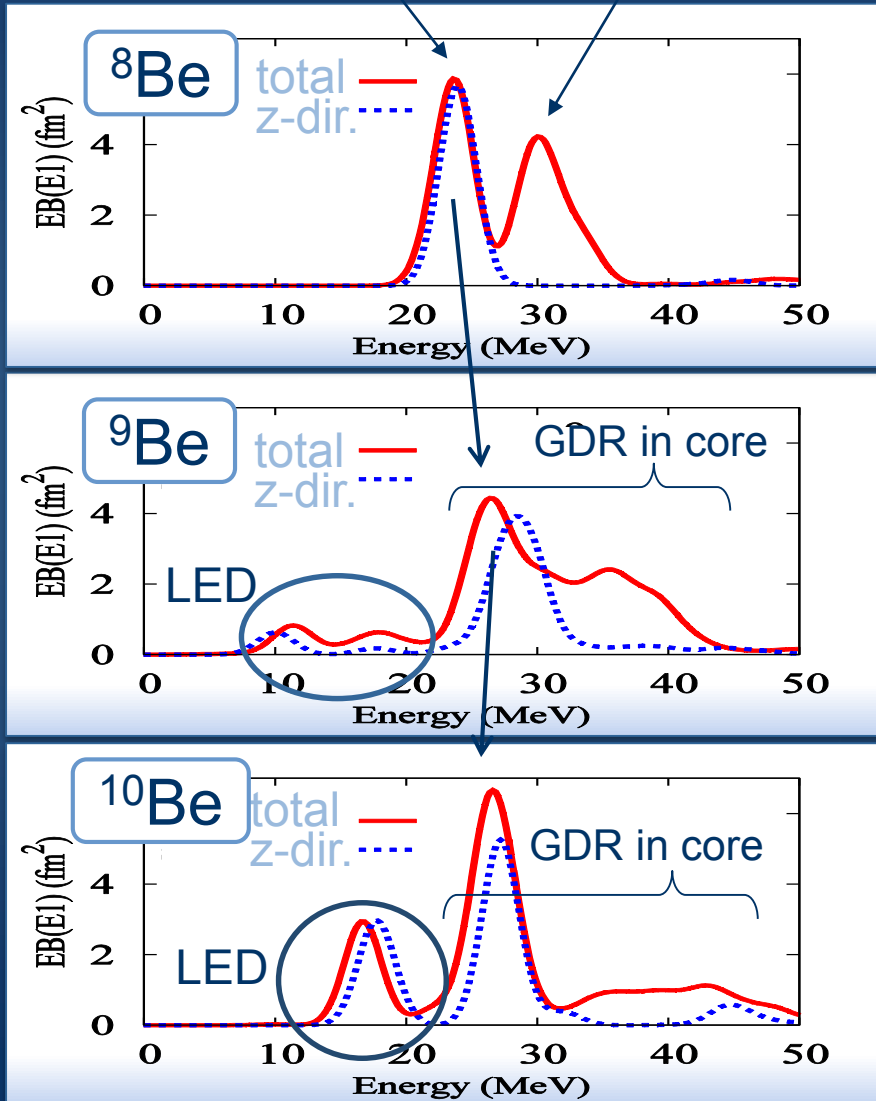 ⁸Be
total
z-dir.
EB(E1) (fm²)
4
2
0
0 10 20 30 40 50
Energy (MeV)
⁹Be
total
z-dir.
GDR in core
LED
EB(E1) (fm²)
4
2
0
0 10 20 30 40 50
Energy (MeV)
¹⁰Be
total
z-dir.
GDR in core
LED
EB(E1) (fm²)
4
2
0
0 10 20 30 40 50
Energy (MeV)